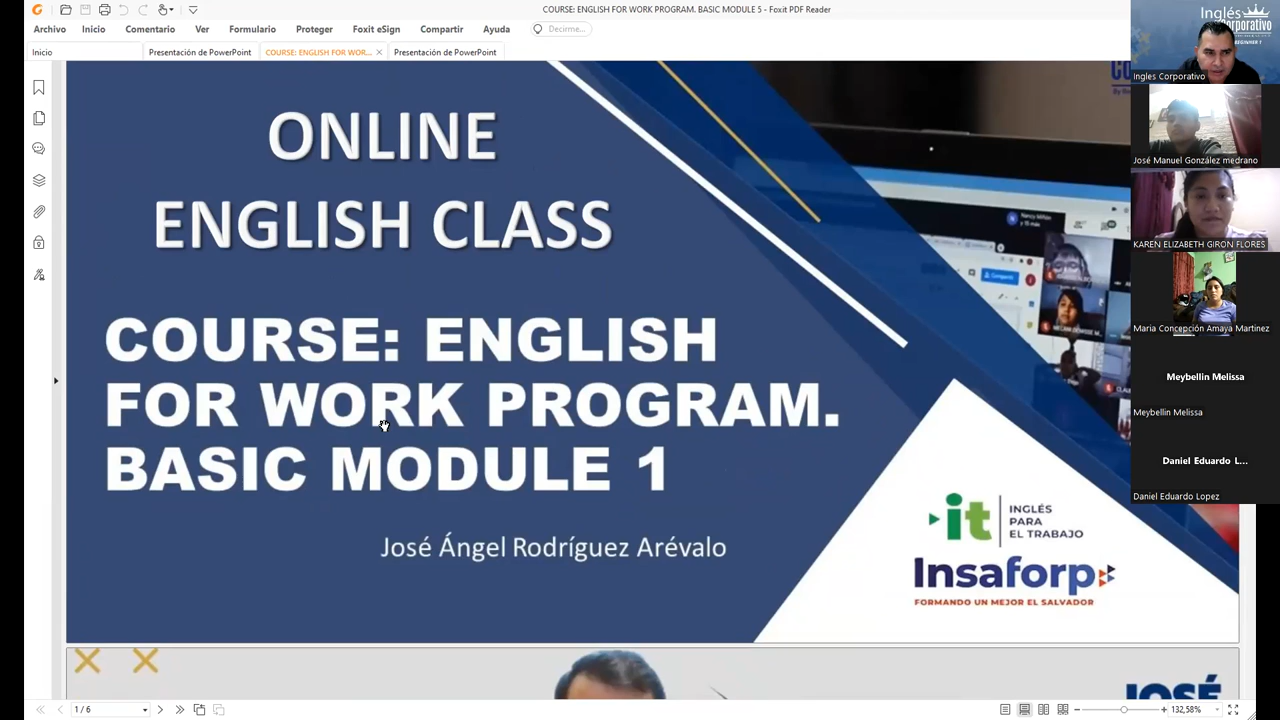 COURSE: ENGLISH FOR WORK PROGRAM. BASIC MODULE 5 - Foxit PDF Reader
Archivo Inicio Comentario Ver Formulario Proteger Foxit eSign Compartir Ayuda Decirme...
Inicio Presentación de PowerPoint COURSE: ENGLISH FOR WOR... Presentación de PowerPoint
ONLINE
ENGLISH CLASS
COURSE: ENGLISH
FOR WORK PROGRAM.
BASIC MODULE 1
José Ángel Rodríguez Arévalo
it INGLÉS
PARA
EL TRABAJO
Insaforp
FORMANDO UN MEJOR EL SALVADOR
JOSÉ
1 / 6
132,58%
Inglés
Corporativo
BEGINNER 1
Ingles Corporativo
José Manuel González medrano
KAREN ELIZABETH GIRON FLORES
Maria Concepción Amaya Martinez
Meybellin Melissa
Meybellin Melissa
Daniel Eduardo L...
Daniel Eduardo Lopez